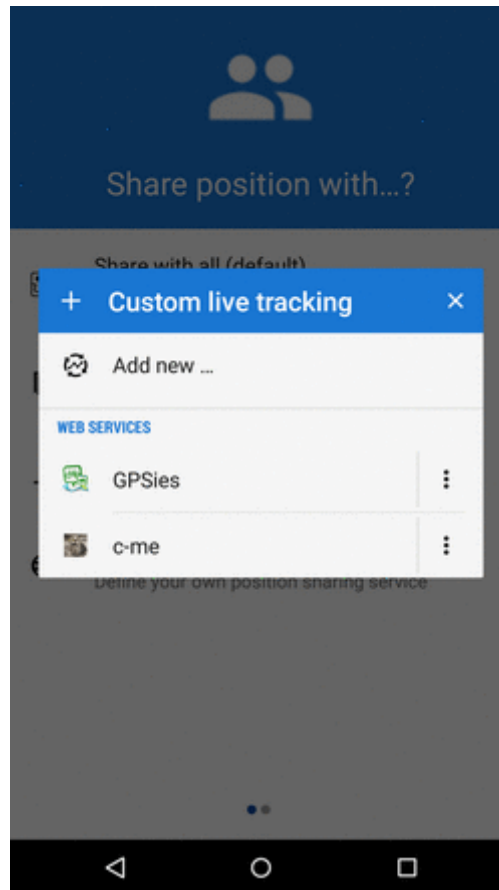 Share position with...?
Share with all (default)
Custom live tracking
Add new ...
WEB SERVICES
GPSies
c-me
Define your own position sharing service